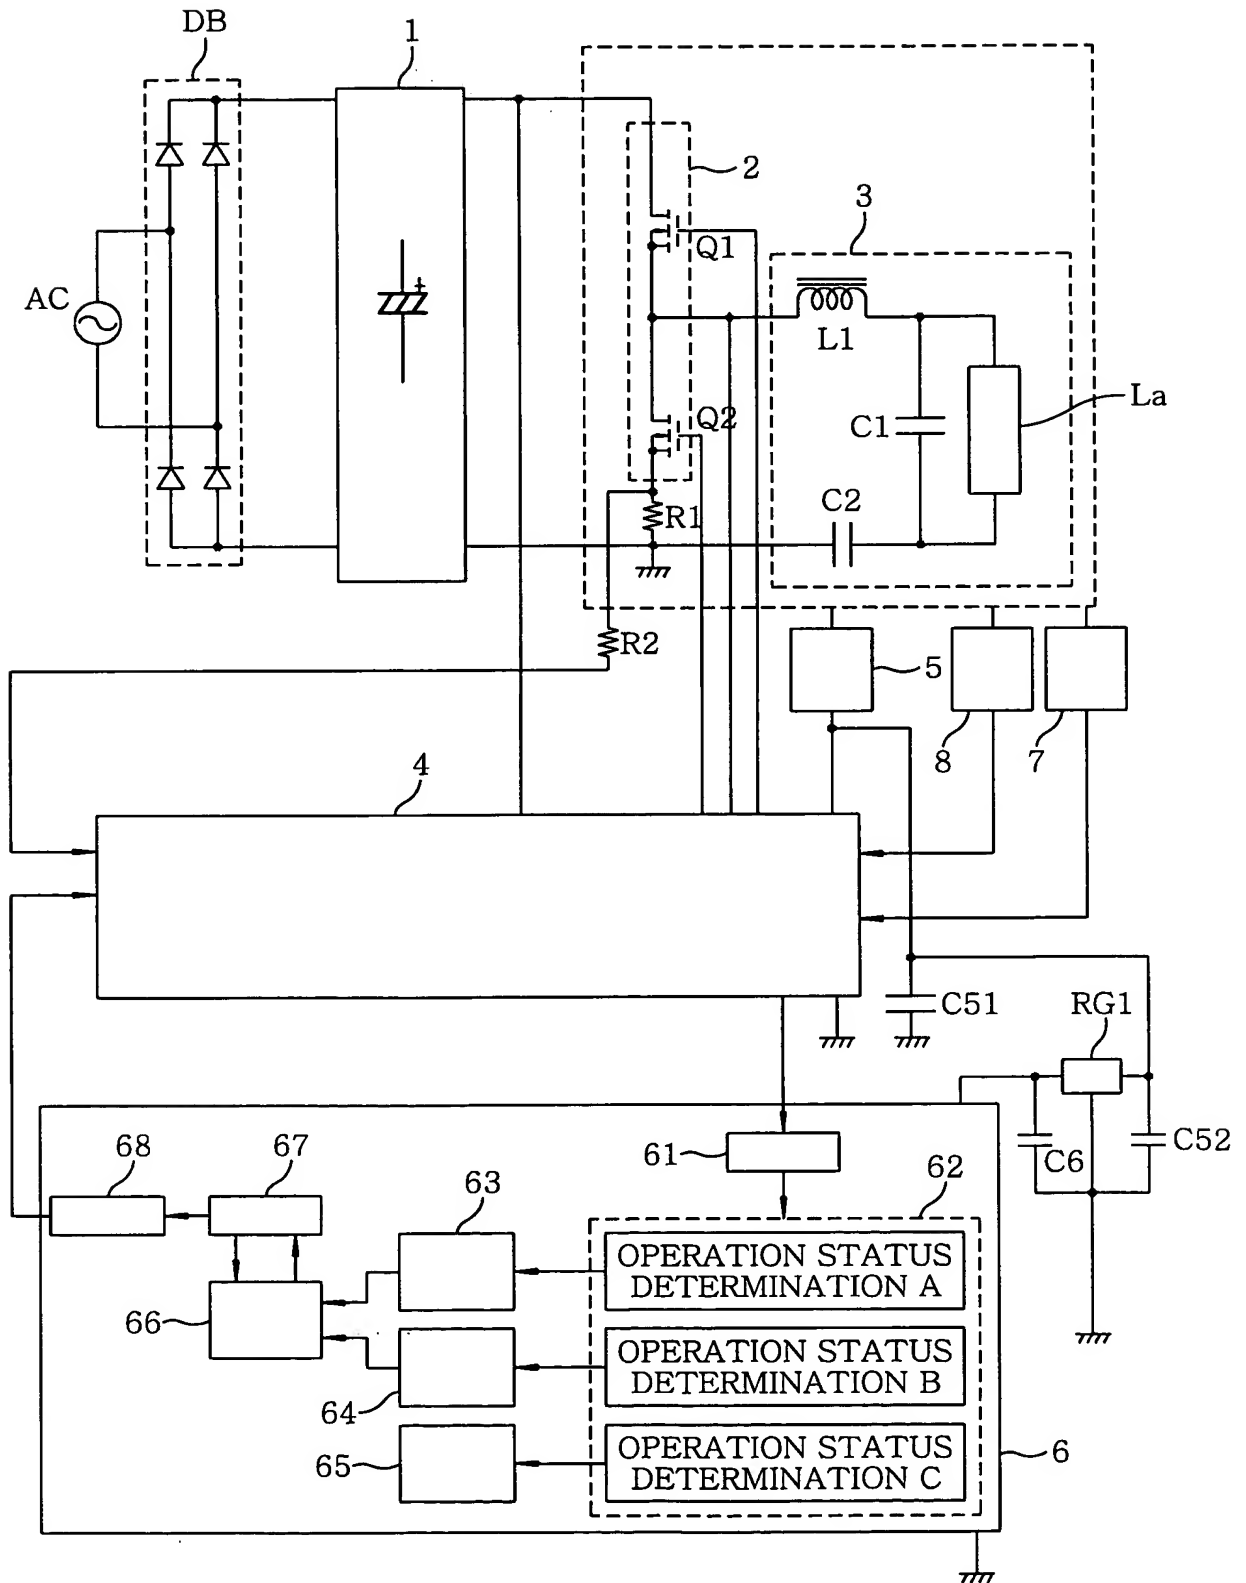 DB
1
2
3
Q1
AC
L1
La
Q2
C1
C2
R1
R2
5
8
7
4
C51
RG1
61
62
C6
C52
68
67
63
OPERATION STATUS
DETERMINATION A
66
OPERATION STATUS
DETERMINATION B
64
65
OPERATION STATUS
DETERMINATION C
6